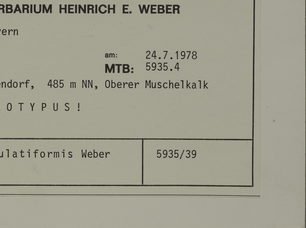 RBARIUM HEINRICH E. WEBER
ern
am: 24.7.1978
MTB: 5935.4
ndorf, 485 m NN, Oberer Muschelkalk
OTYPUS!
ulatiformis Weber 5935/39